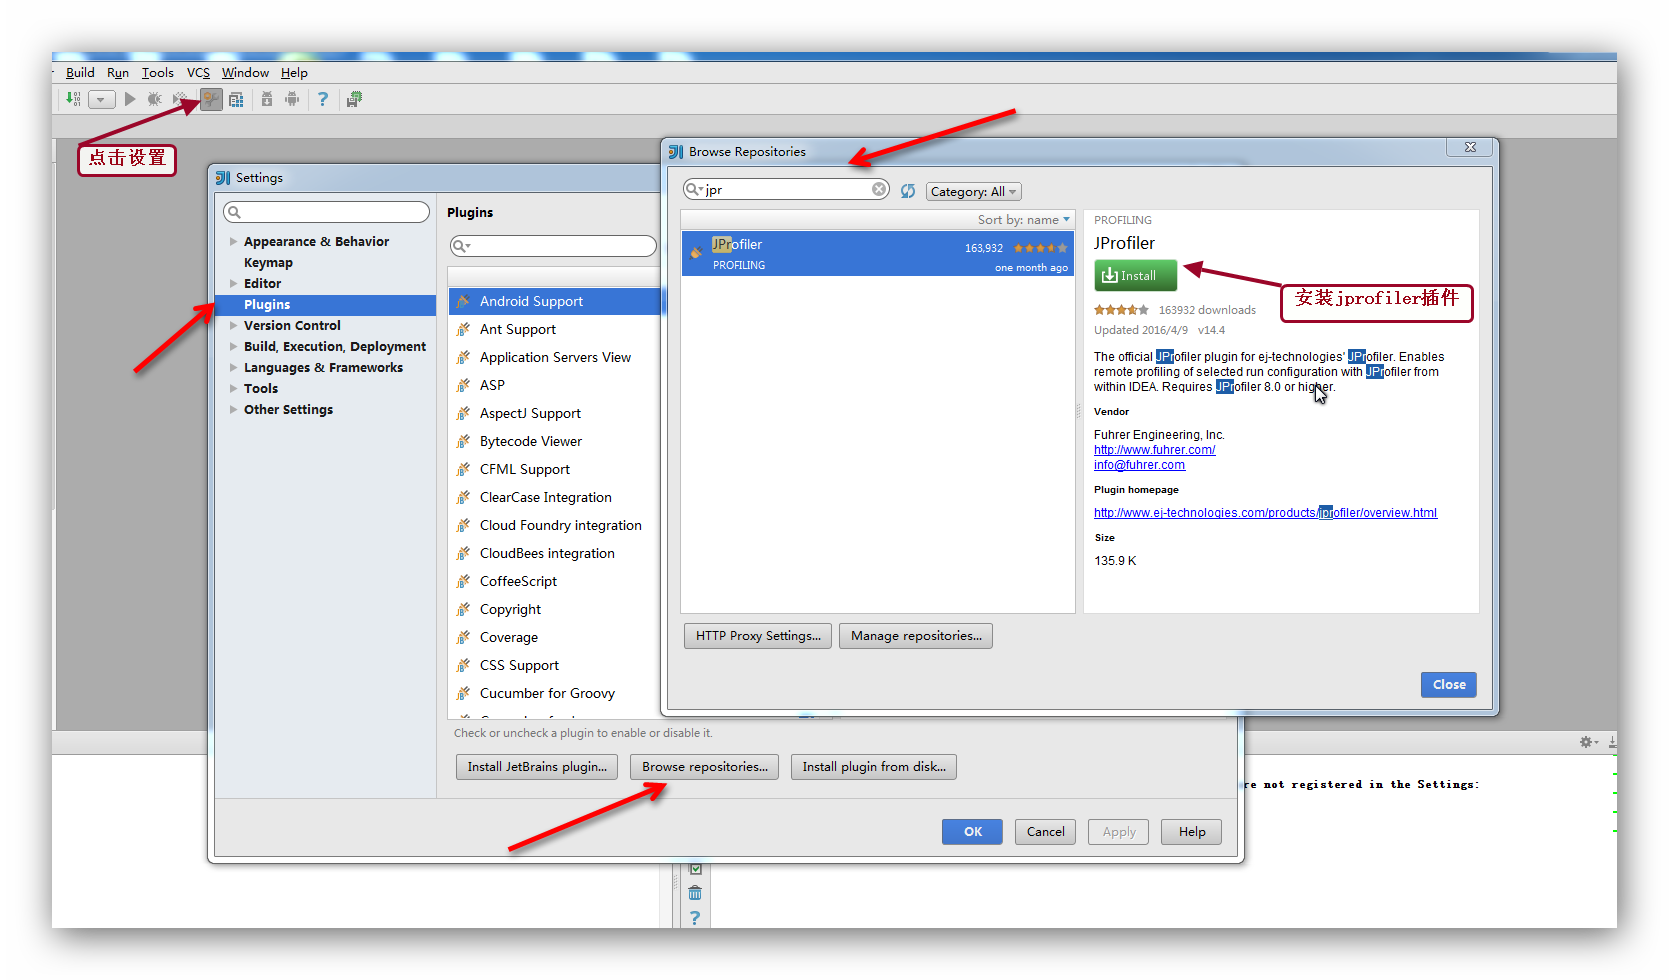 Build Run Tools VCS Window Help
点击设置
Settings
Appearance & Behavior
Keymap
Editor
Plugins
Version Control
Build, Execution, Deployment
Languages & Frameworks
Tools
Other Settings
Plugins
Android Support
Ant Support
Application Servers View
ASP
AspectJ Support
Bytecode Viewer
CFML Support
ClearCase Integration
Cloud Foundry integration
CloudBees integration
CoffeeScript
Copyright
Coverage
CSS Support
Cucumber for Groovy
Check or uncheck a plugin to enable or disable it.
Install JetBrains plugin... Browse repositories... Install plugin from disk...
OK Cancel Apply Help
Browse Repositories
jpr
Category: All
Sort by: name
JProfiler 163,932
PROFILING one month ago
HTTP Proxy Settings... Manage repositories...
PROFILING
JProfiler
Install
安装jprofiler插件
163932 downloads
Updated 2016/4/9 v14.4
The official JProfiler plugin for ej-technologies' JProfiler. Enables
remote profiling of selected run configuration with JProfiler from
within IDEA. Requires JProfiler 8.0 or higher.
Vendor
Fuhrer Engineering, Inc.
http://www.fuhrer.com/
info@fuhrer.com
Plugin homepage
http://www.ej-technologies.com/products/jprofiler/overview.html
Size
135.9 K
Close
re not registered in the Settings: